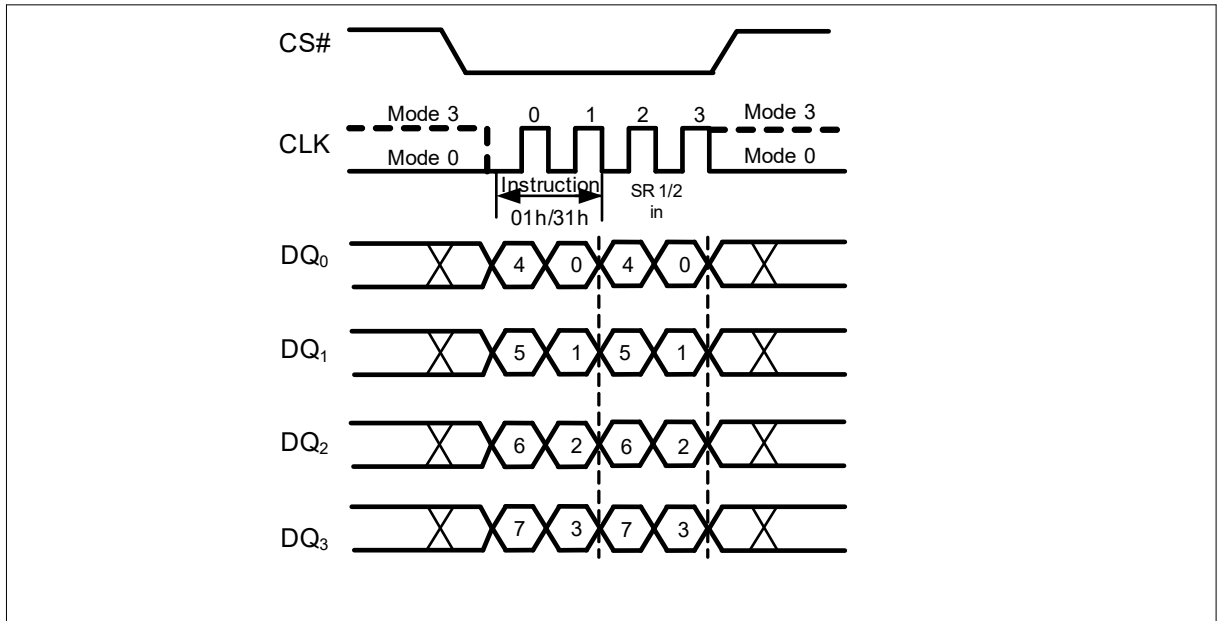 CS#
CLK
Mode 3 0 1 2 3 Mode 3
Mode 0 Mode 0
Instruction SR 1/2
01h/31h in
DQ0 4 0 4 0
DQ1 5 1 5 1
DQ2 6 2 6 2
DQ3 7 3 7 3